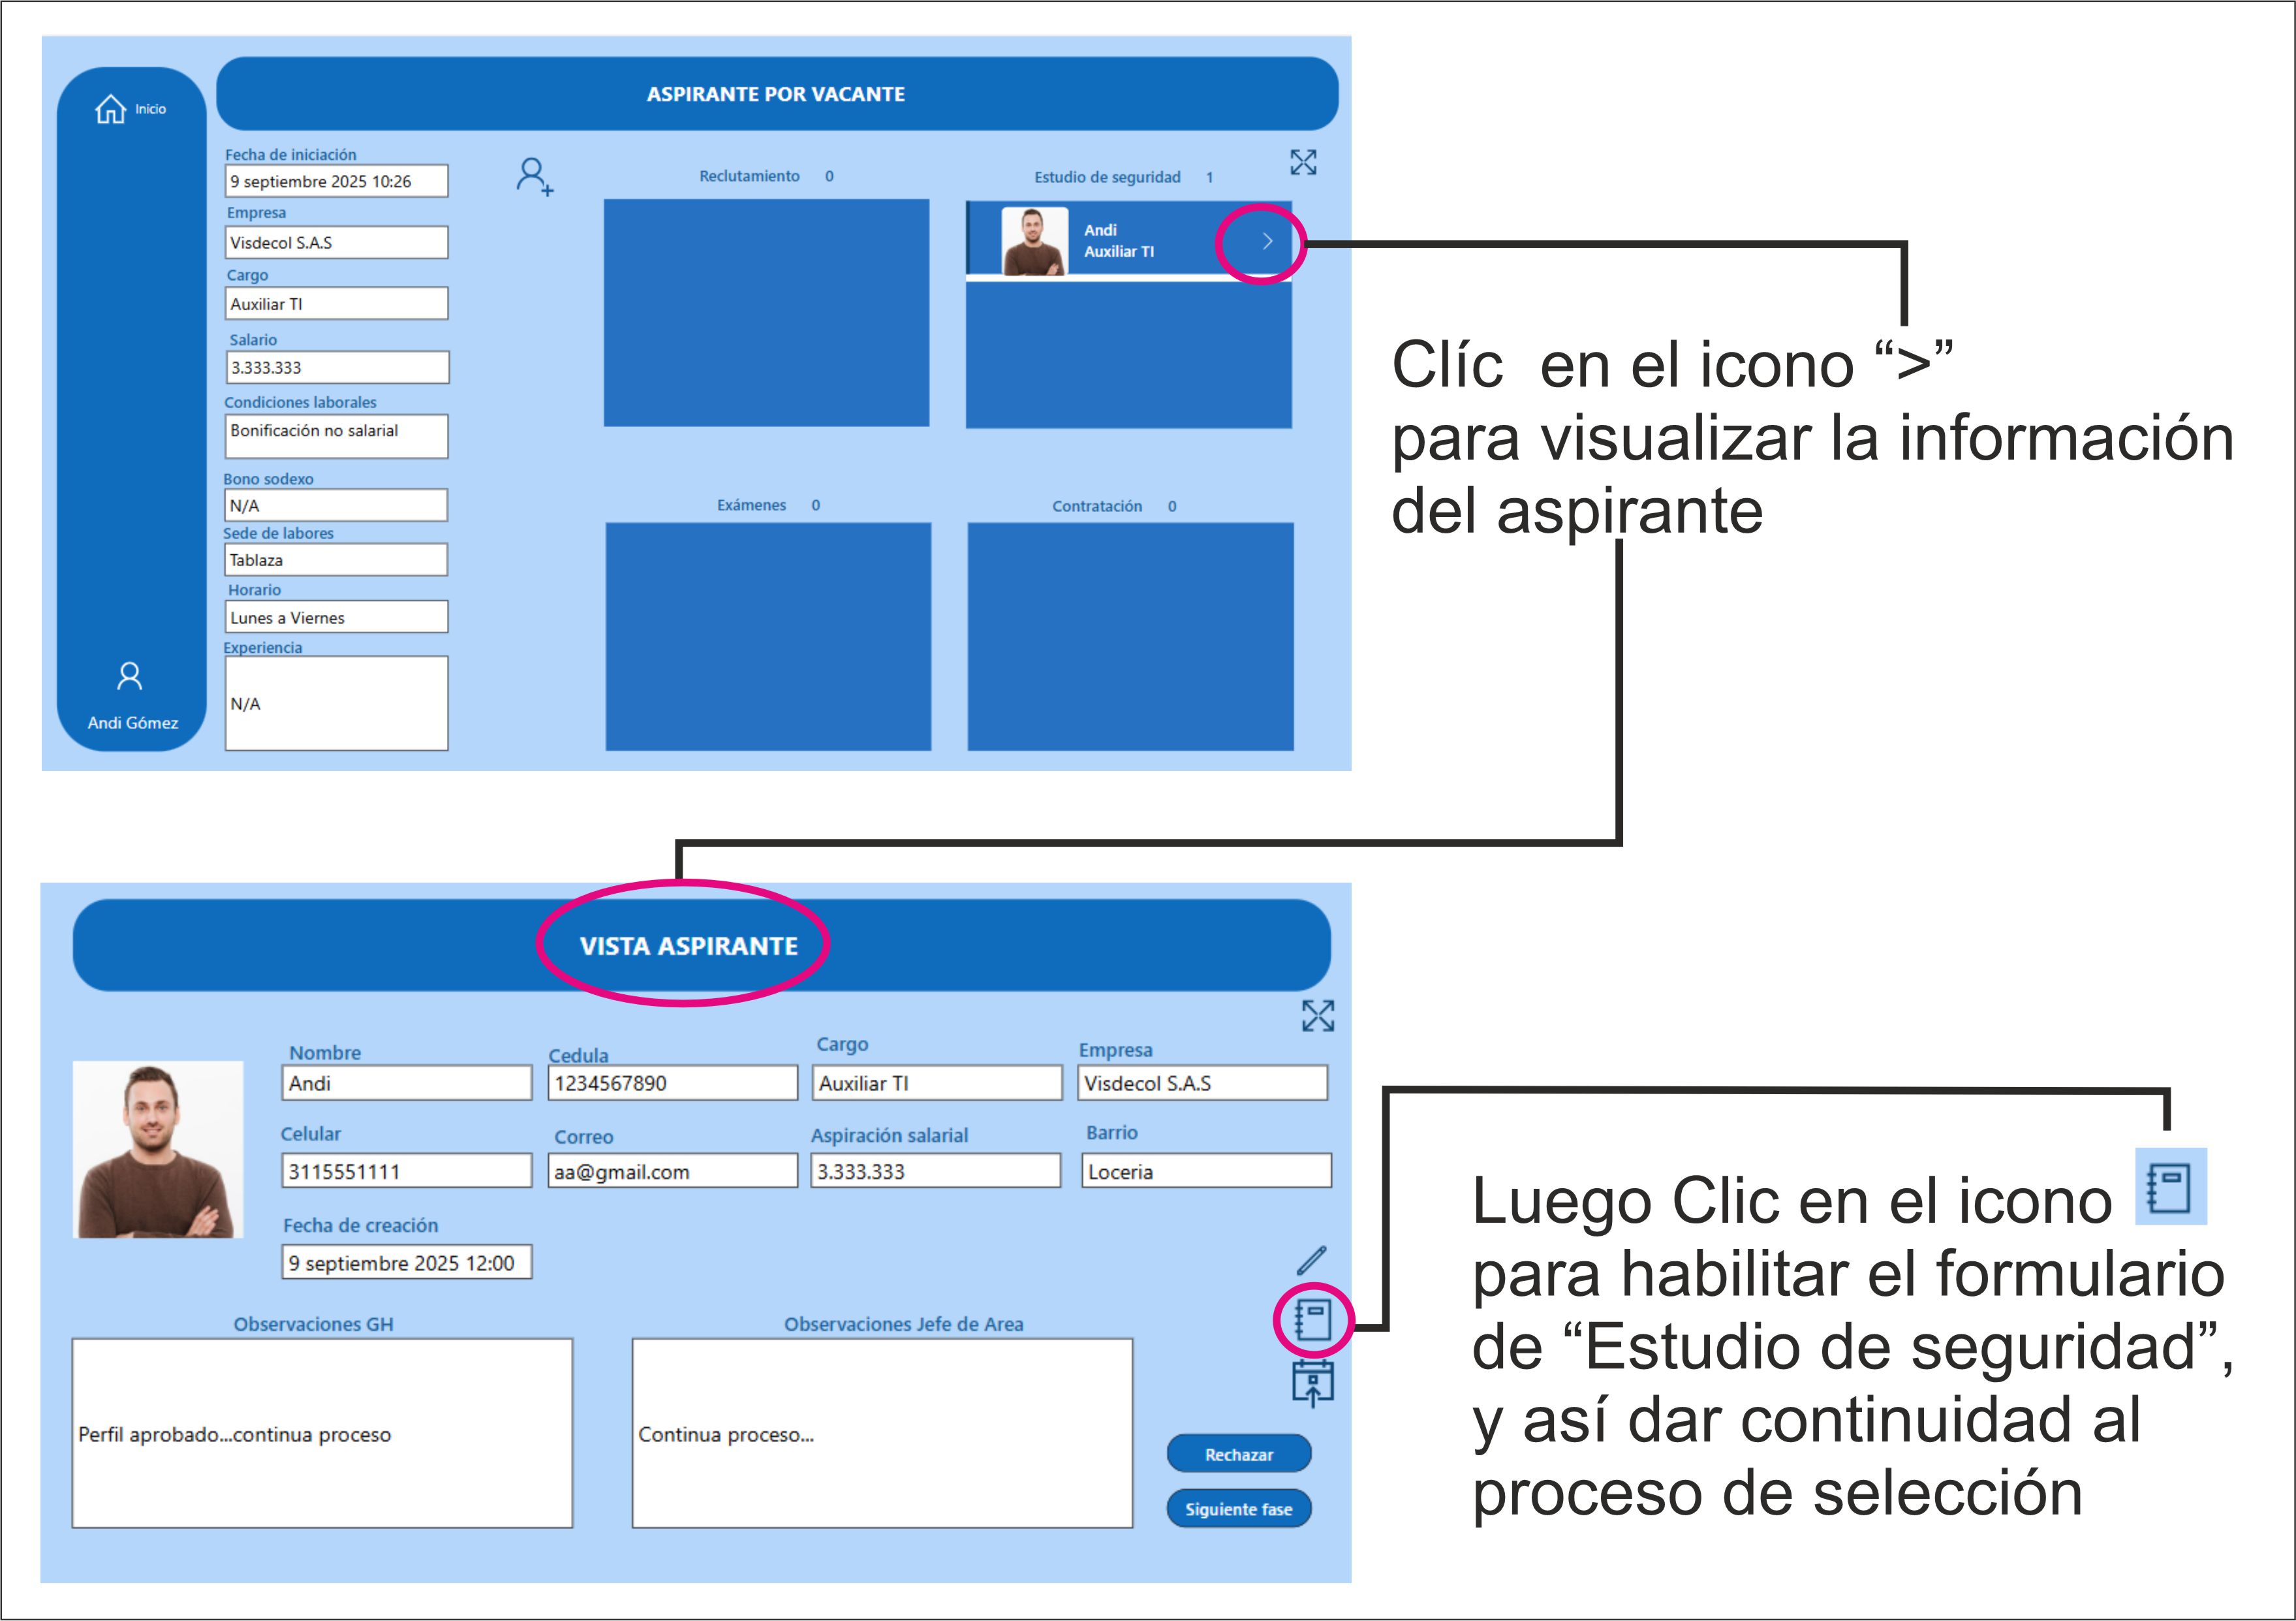 ASPIRANTE POR VACANTE
Inicio
Fecha de iniciación
9 septiembre 2025 10:26
Empresa
Visdecol S.A.S
Cargo
Auxiliar TI
Salario
3.333.333
Condiciones laborales
Bonificación no salarial
Bono sodexo
N/A
Sede de labores
Tablaza
Horario
Lunes a Viernes
Experiencia
N/A
Andi Gómez
Reclutamiento 0
Estudio de seguridad 1
Andi
Auxiliar TI
>
Exámenes 0
Contratación 0
Clíc en el icono “>”
para visualizar la información
del aspirante
VISTA ASPIRANTE
Nombre
Andi
Cedula
1234567890
Cargo
Auxiliar TI
Empresa
Visdecol S.A.S
Celular
3115551111
Correo
aa@gmail.com
Aspiración salarial
3.333.333
Barrio
Loceria
Fecha de creación
9 septiembre 2025 12:00
Observaciones GH
Perfil aprobado...continua proceso
Observaciones Jefe de Area
Continua proceso...
Rechazar
Siguiente fase
Luego Clic en el icono
para habilitar el formulario
de “Estudio de seguridad”,
y así dar continuidad al
proceso de selección